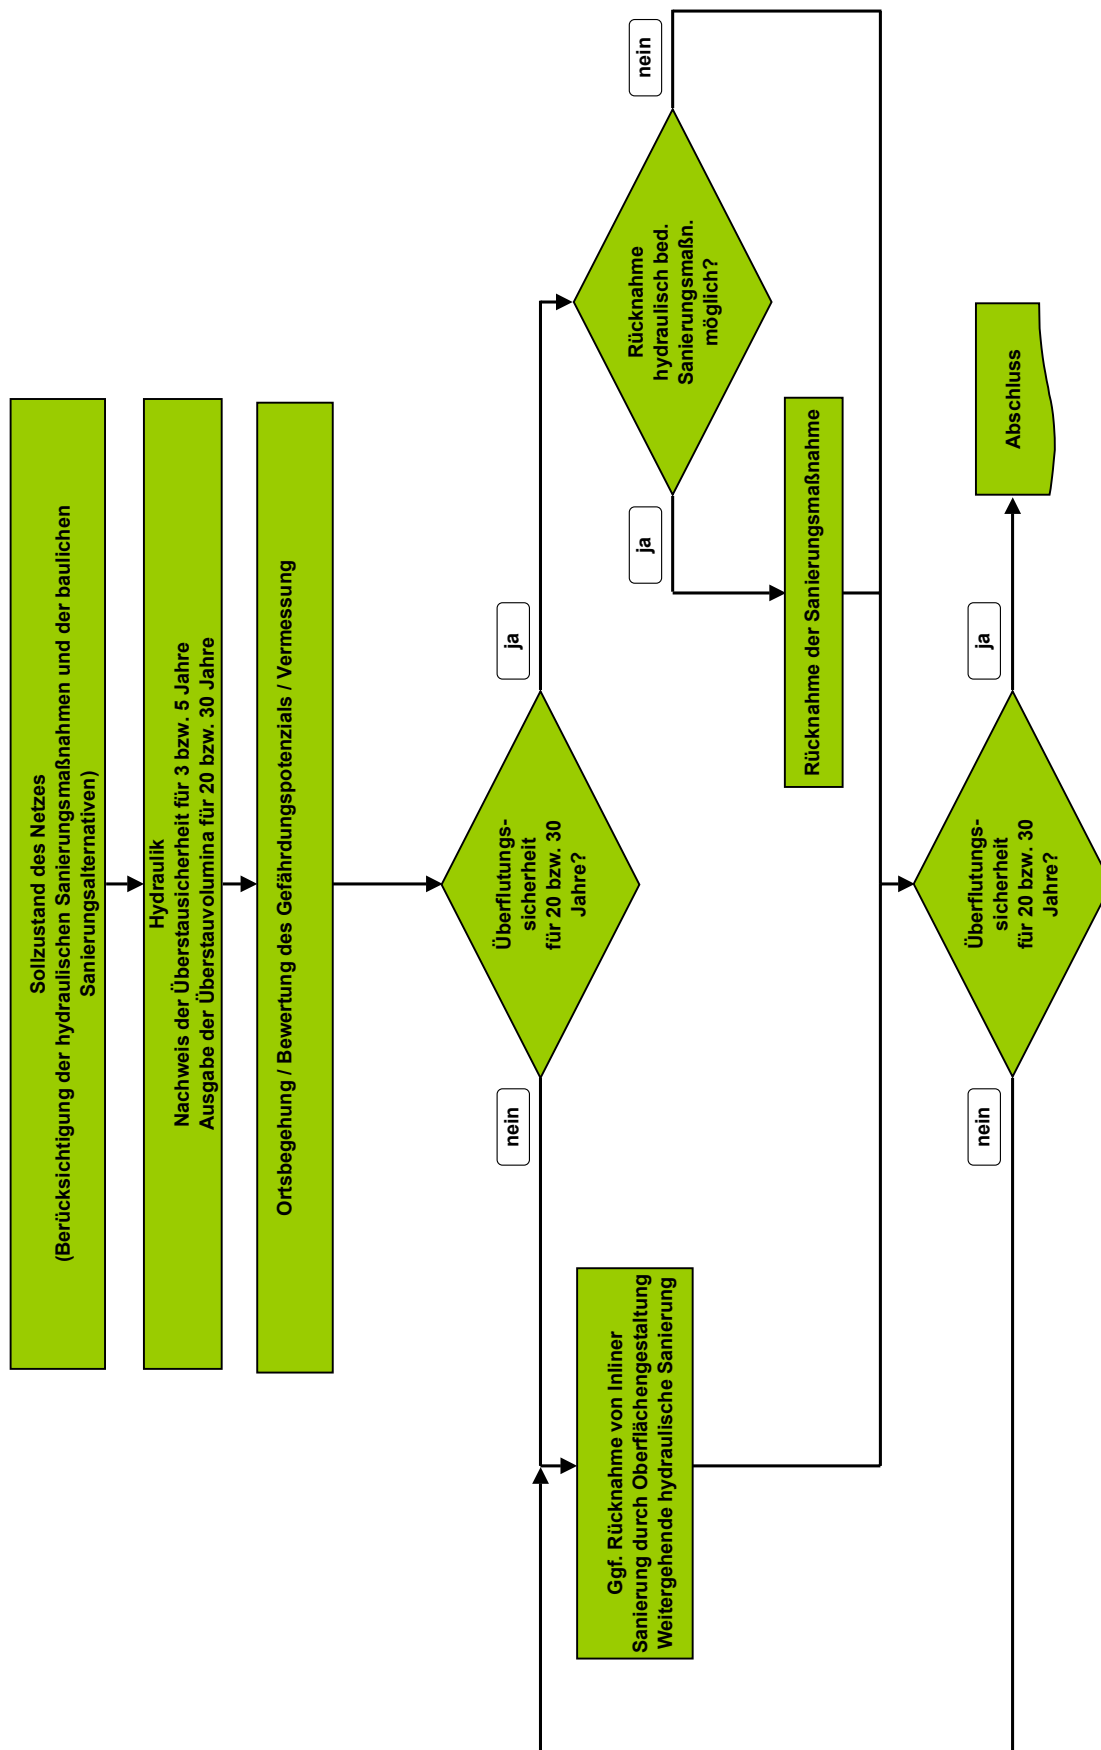 Sollzustand des Netzes
(Berücksichtigung der hydraulischen Sanierungsmaßnahmen und der baulichen
Sanierungsalternativen)
Hydraulik
Nachweis der Überstausicherheit für 3 bzw. 5 Jahre
Ausgabe der Überstauvolumina für 20 bzw. 30 Jahre
Ortsbegehung / Bewertung des Gefährdungspotenzials / Vermessung
nein
Überflutungs-
sicherheit
für 20 bzw. 30
Jahre?
ja
Ggf. Rücknahme von Inliner
Sanierung durch Oberflächengestaltung
Weitergehende hydraulische Sanierung
ja
Rücknahme
hydraulisch bed.
Sanierungsmaßn.
möglich?
nein
Rücknahme der Sanierungsmaßnahme
nein
Überflutungs-
sicherheit
für 20 bzw. 30
Jahre?
ja
Abschluss